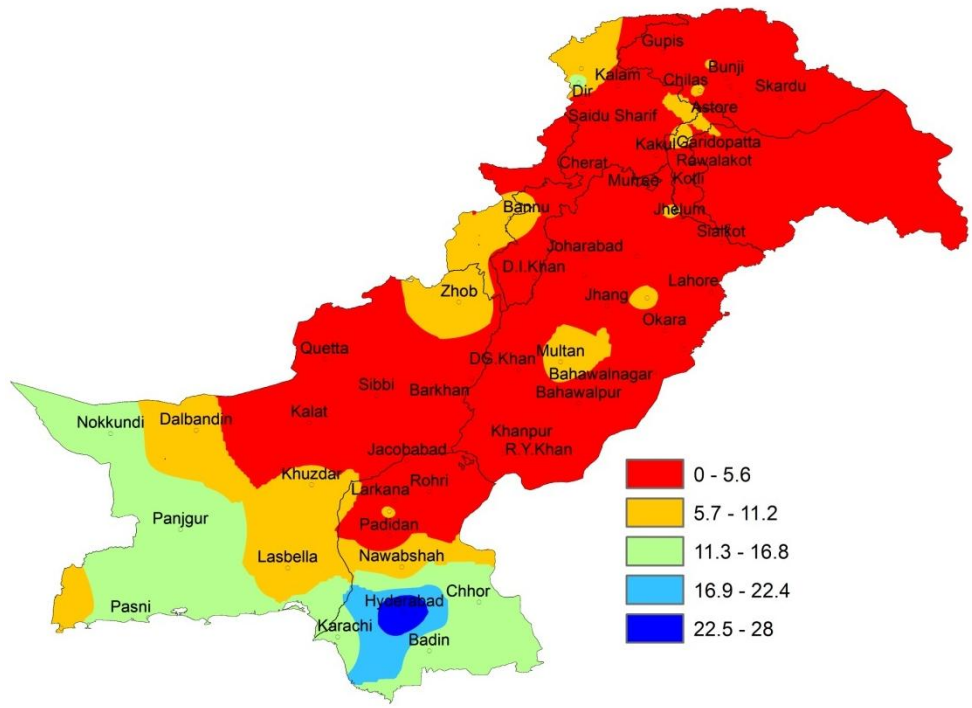 Gupis
Kalam
Chilas
Bunji
Skardu
Dir
Saidu Sharif
Astore
Kakul
Garidopatta
Cherat
Rawalakot
Kotli
Bannu
Jhelum
Sialkot
Joharabad
D.I.Khan
Zhob
Lahore
Jhang
Okara
Quetta
DG.Khan
Multan
Sibbi
Barkhan
Bahawalnagar
Bahawalpur
Nokkundi
Dalbandin
Kalat
Khanpur
Jacobabad
R.Y.Khan
Khuzdar
Larkana
Rohri
Panjgur
Padidan
Lasbella
Nawabshah
Pasni
Hyderabad
Chhor
Karachi
Badin
0 - 5.6
5.7 - 11.2
11.3 - 16.8
16.9 - 22.4
22.5 - 28